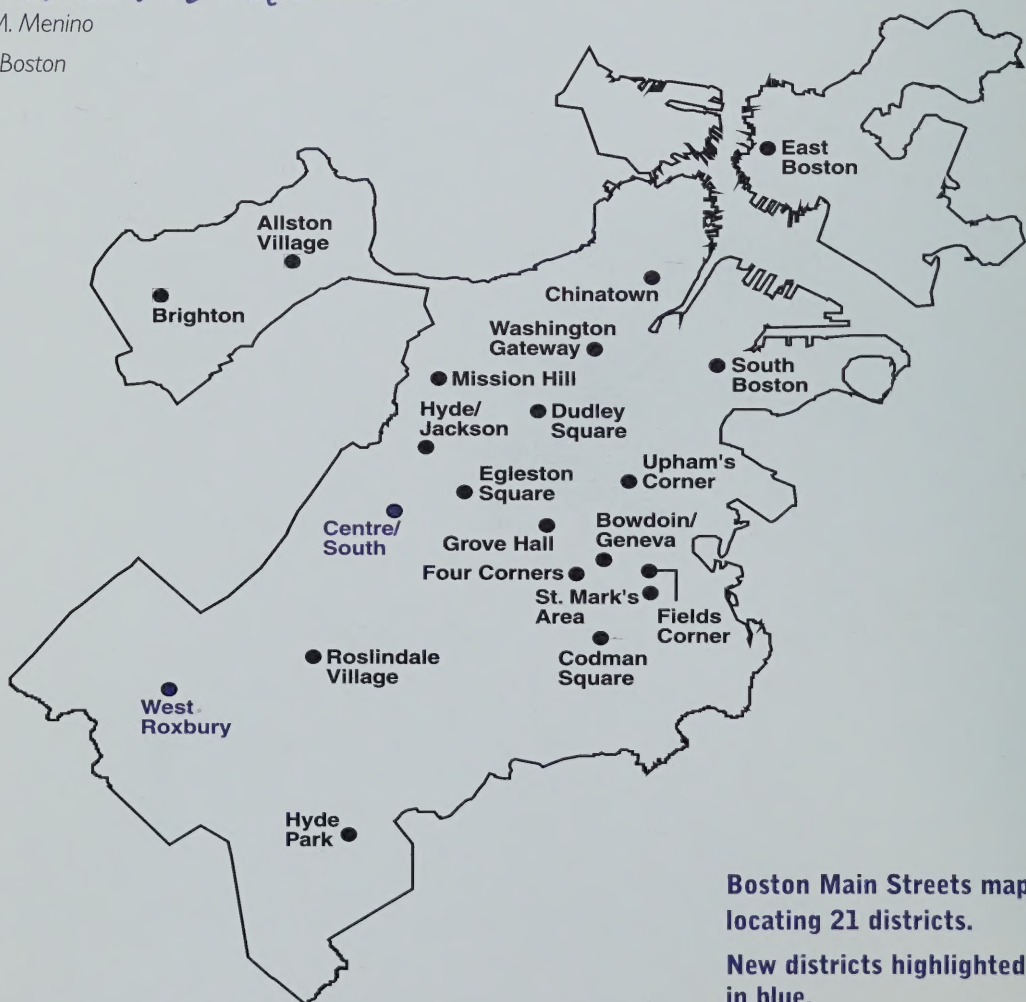 M. Menino
Boston
East
Boston
Allston
Village
Brighton
Chinatown
Washington
Gateway
South
Boston
Mission Hill
Hyde/
Jackson
Dudley
Square
Upham's
Corner
Egleston
Square
Centre/
South
Grove Hall
Bowdoin/
Geneva
Four Corners
St. Mark's
Area
Fields
Corner
Codman
Square
Roslindale
Village
West
Roxbury
Hyde
Park
Boston Main Streets map
locating 21 districts.
New districts highlighted
in blue.